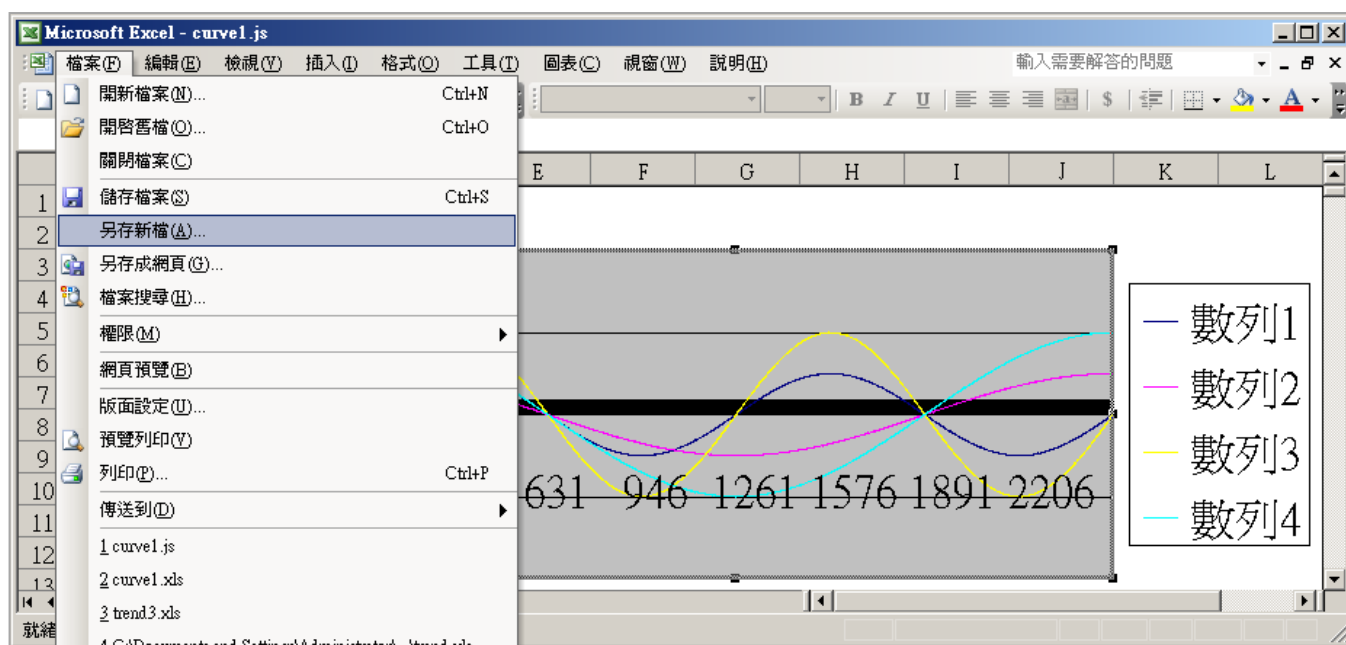 Microsoft Excel - curve1.js
檔案(F) 編輯(E) 檢視(V) 插入(I) 格式(O) 工具(T) 圖表(C) 視窗(W) 說明(H) 輸入需要解答的問題
開新檔案(N)... Ctrl+N
B I U $ A
開啓舊檔(O)... Ctrl+O
關閉檔案(C)
E F G H I J K L
儲存檔案(S) Ctrl+S
另存新檔(A)...
另存成網頁(G)...
檔案搜尋(H)...
權限(M)
網頁預覽(B)
版面設定(U)...
預覽列印(V)
列印(P)... Ctrl+P
傳送到(D)
1 curve1.js
2 curve1.xls
3 trend3.xls
1
2
3
4
5
6
7
8
9
10
11
12
13
631 946 1261 1576 1891 2206
數列1
數列2
數列3
數列4
就緒